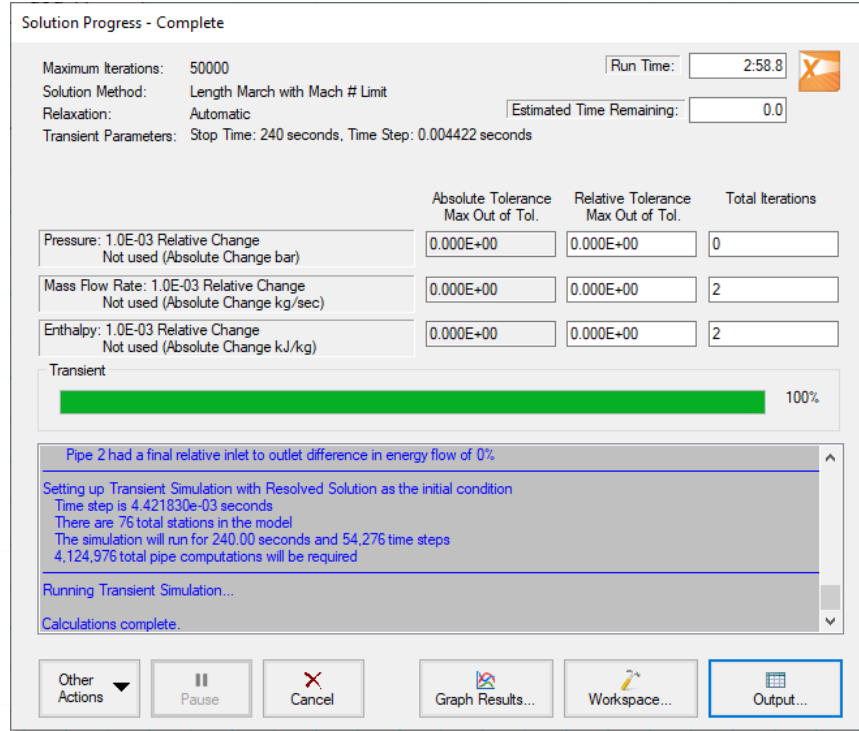 Solution Progress - Complete
Maximum Iterations: 50000
Solution Method: Length March with Mach # Limit
Relaxation: Automatic
Transient Parameters: Stop Time: 240 seconds, Time Step: 0.004422 seconds
Run Time: 2:58.8
Estimated Time Remaining: 0.0
X
Absolute Tolerance Relative Tolerance Total Iterations
Max Out of Tol. Max Out of Tol.
Pressure: 1.0E-03 Relative Change
Not used (Absolute Change bar)
0.000E+00 0.000E+00 0
Mass Flow Rate: 1.0E-03 Relative Change
Not used (Absolute Change kg/sec)
0.000E+00 0.000E+00 2
Enthalpy: 1.0E-03 Relative Change
Not used (Absolute Change kJ/kg)
0.000E+00 0.000E+00 2
Transient
100%
Pipe 2 had a final relative inlet to outlet difference in energy flow of 0%
Setting up Transient Simulation with Resolved Solution as the initial condition
Time step is 4.421830e-03 seconds
There are 76 total stations in the model
The simulation will run for 240.00 seconds and 54,276 time steps
4,124,976 total pipe computations will be required
Running Transient Simulation...
Calculations complete.
Other Actions
Pause
Cancel
Graph Results...
Workspace...
Output...